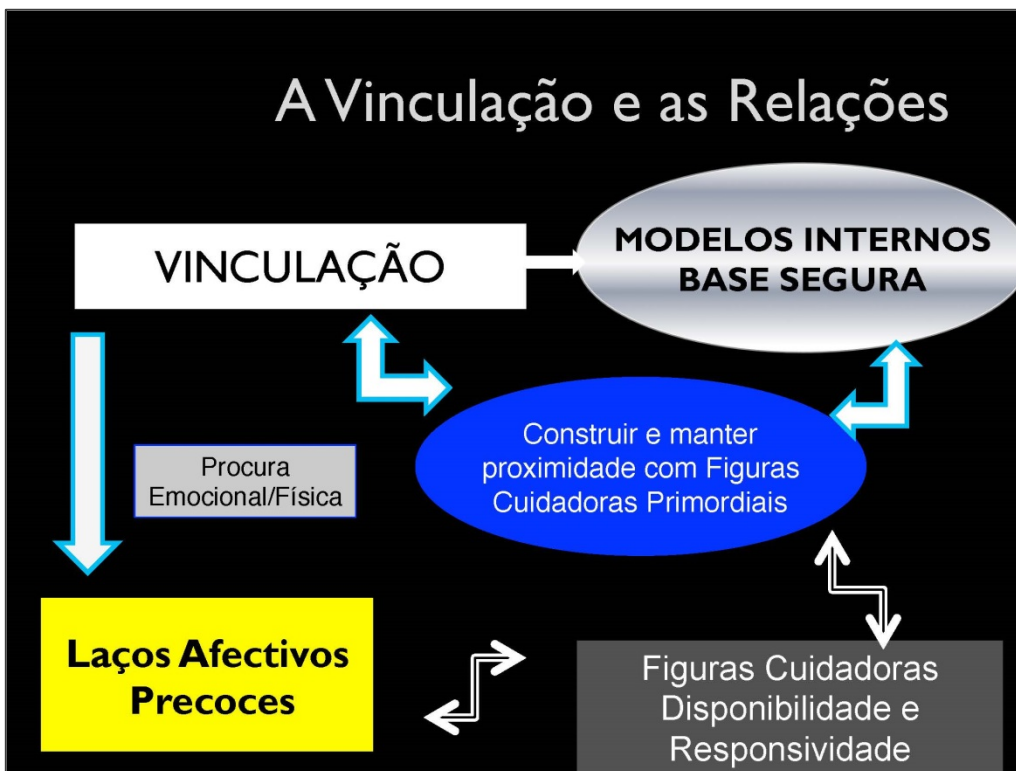 A Vinculação e as Relações
VINCULAÇÃO
MODELOS INTERNOS
BASE SEGURA
Construir e manter
proximidade com Figuras
Cuidadoras Primordiais
Procura
Emocional/Física
Laços Afectivos
Precoces
Figuras Cuidadoras
Disponibilidade e
Responsividade